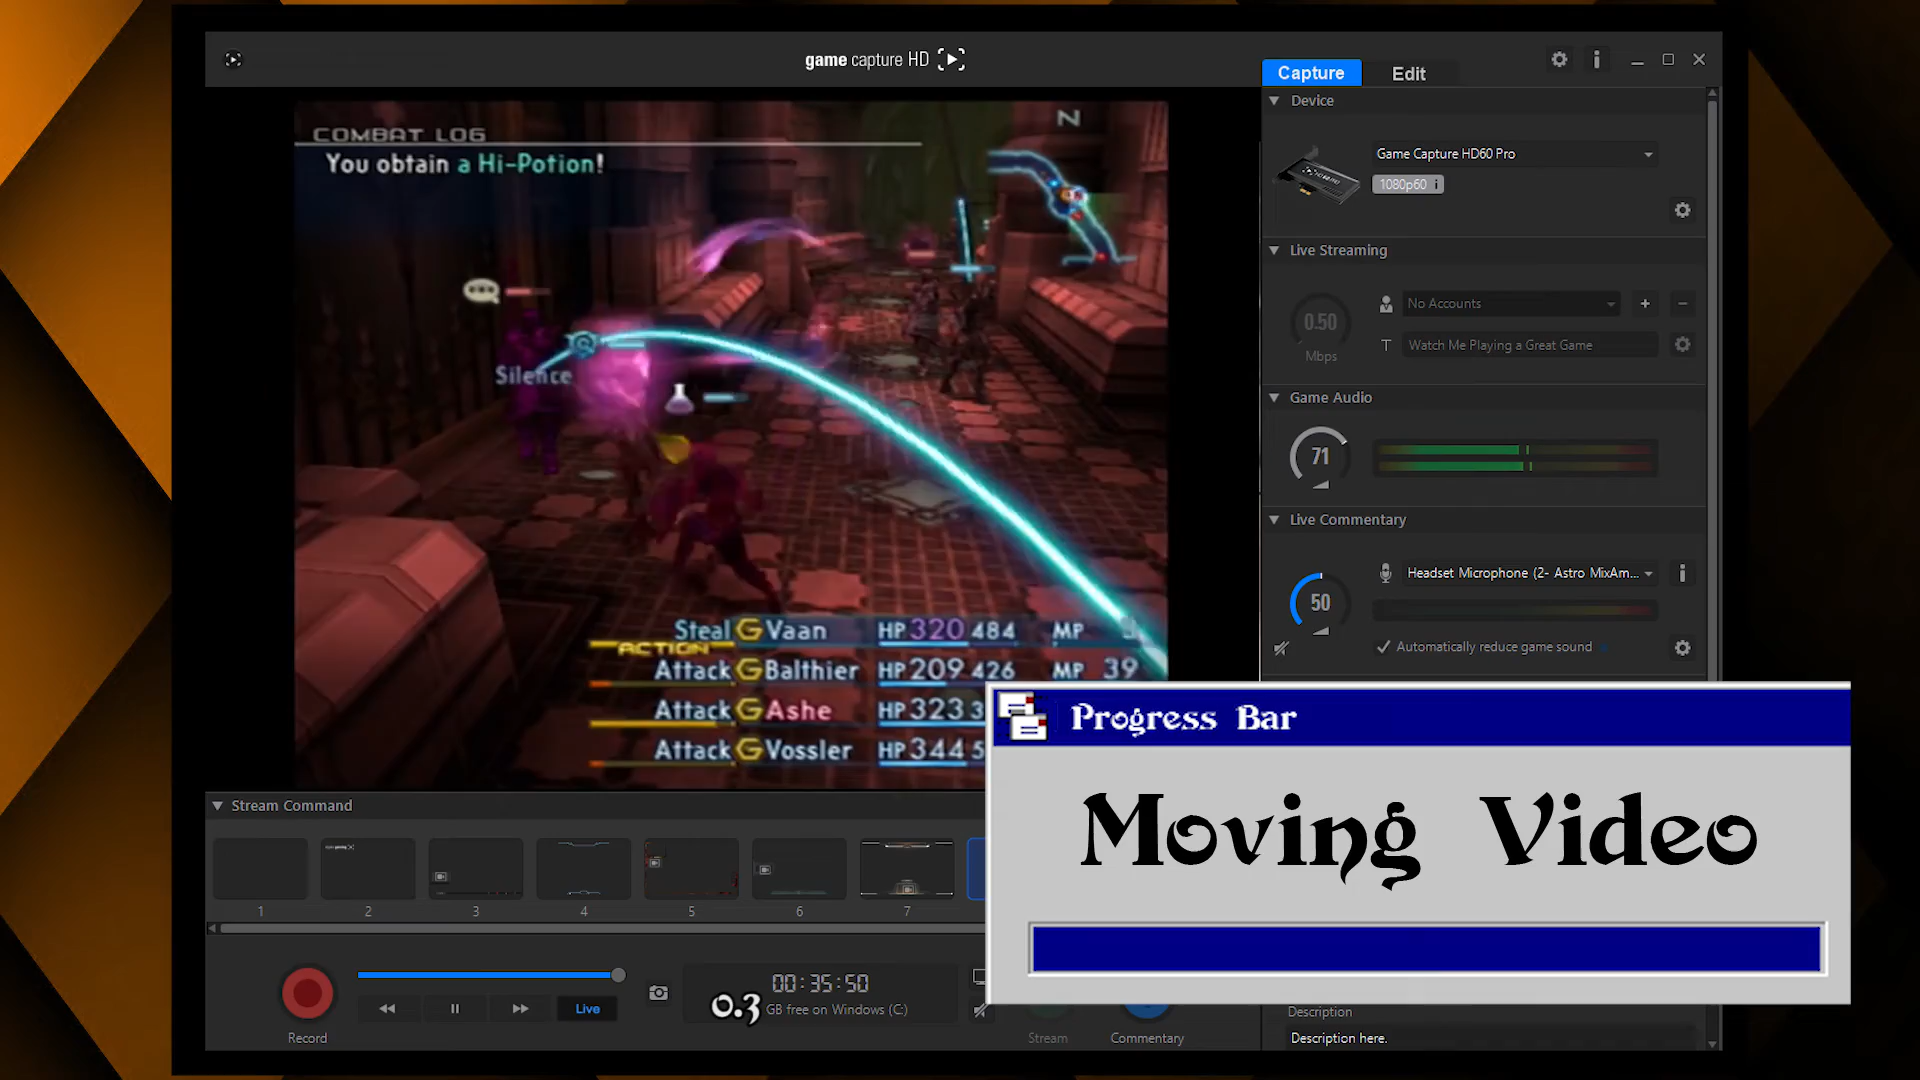 game capture HD
Capture
Edit
Device
Game Capture HD60 Pro
1080p60 i
Live Streaming
No Accounts
0.50
Mbps
T
Watch Me Playing a Great Game
Game Audio
71
Live Commentary
Headset Microphone (2- Astro MixAm...
50
Automatically reduce game sound
COMBAT LOG
N
You obtain a Hi-Potion!
Silence
Steal G Vaan HP 320 484 MP
ACTION
Attack G Balthier HP 209 426 MP 39
Attack G Ashe HP 323 3
Attack G Vossler HP 344 5
Progress Bar
Moving Video
Stream Command
1 2 3 4 5 6 7
00:35:50
0.3 GB free on Windows (C:)
Live
Record
Stream
Commentary
Description
Description here.